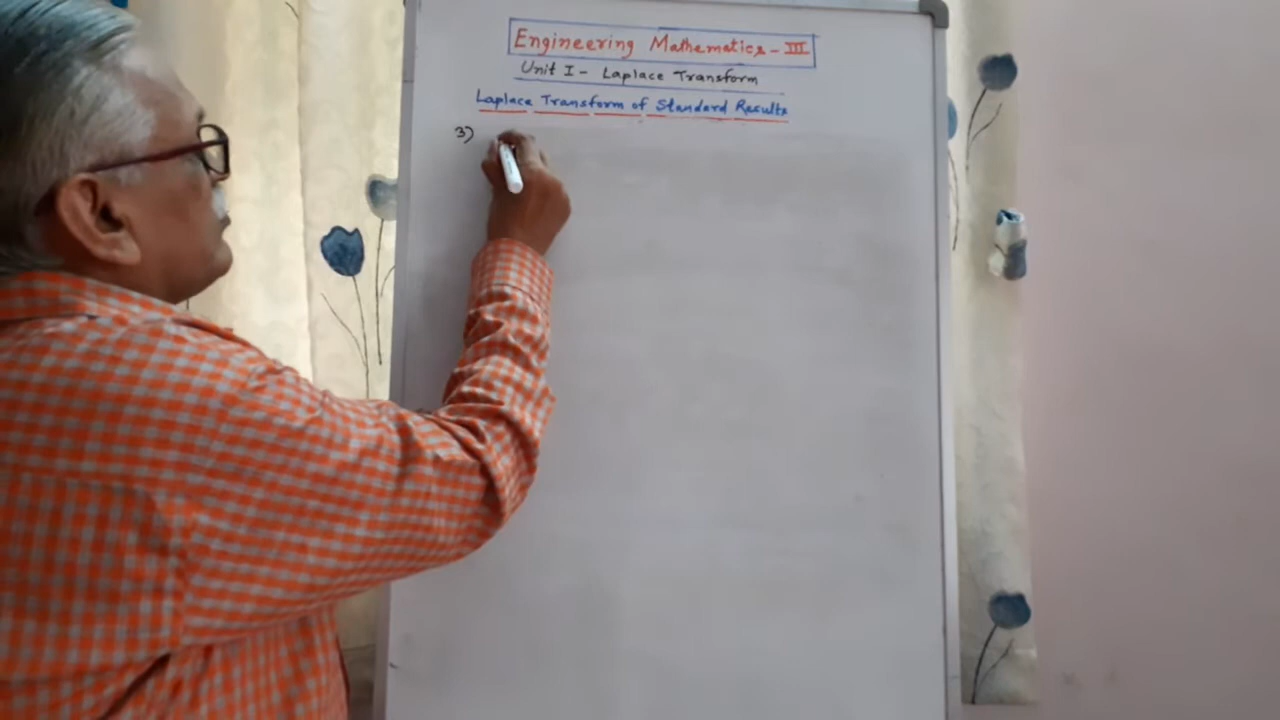 Engineering Mathematics - III
Unit I - Laplace Transform
Laplace Transform of Standard Results
3)